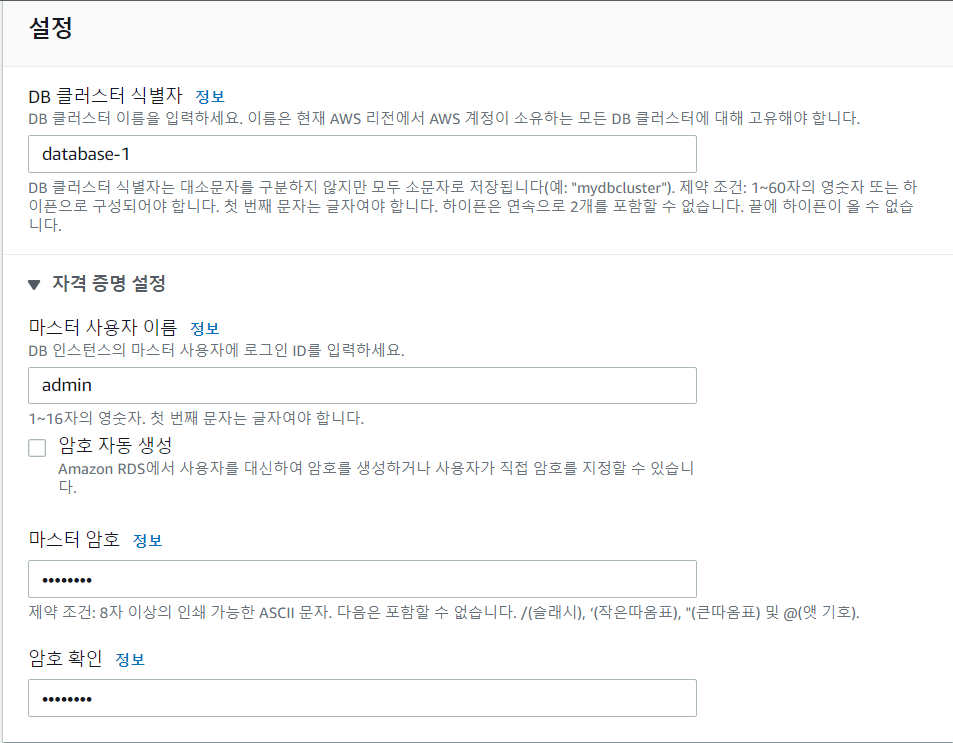 설정
DB 클러스터 식별자 정보
DB 클러스터 이름을 입력하세요. 이름은 현재 AWS 리전에서 AWS 계정이 소유하는 모든 DB 클러스터에 대해 고유해야 합니다.
database-1
DB 클러스터 식별자는 대소문자를 구분하지 않지만 모두 소문자로 저장됩니다(예: "mydbcluster"). 제약 조건: 1~60자의 영숫자 또는 하
이픈으로 구성되어야 합니다. 첫 번째 문자는 글자여야 합니다. 하이픈은 연속으로 2개를 포함할 수 없습니다. 끝에 하이픈이 올 수 없습
니다.
▼ 자격 증명 설정
마스터 사용자 이름 정보
DB 인스턴스의 마스터 사용자에 로그인 ID를 입력하세요.
admin
1~16자의 영숫자. 첫 번째 문자는 글자여야 합니다.
암호 자동 생성
Amazon RDS에서 사용자를 대신하여 암호를 생성하거나 사용자가 직접 암호를 지정할 수 있습니
다.
마스터 암호 정보
••••••••
제약 조건: 8자 이상의 인쇄 가능한 ASCII 문자. 다음은 포함할 수 없습니다. /(슬래시), ‘(작은따옴표), "(큰따옴표) 및 @(앳 기호).
암호 확인 정보
••••••••